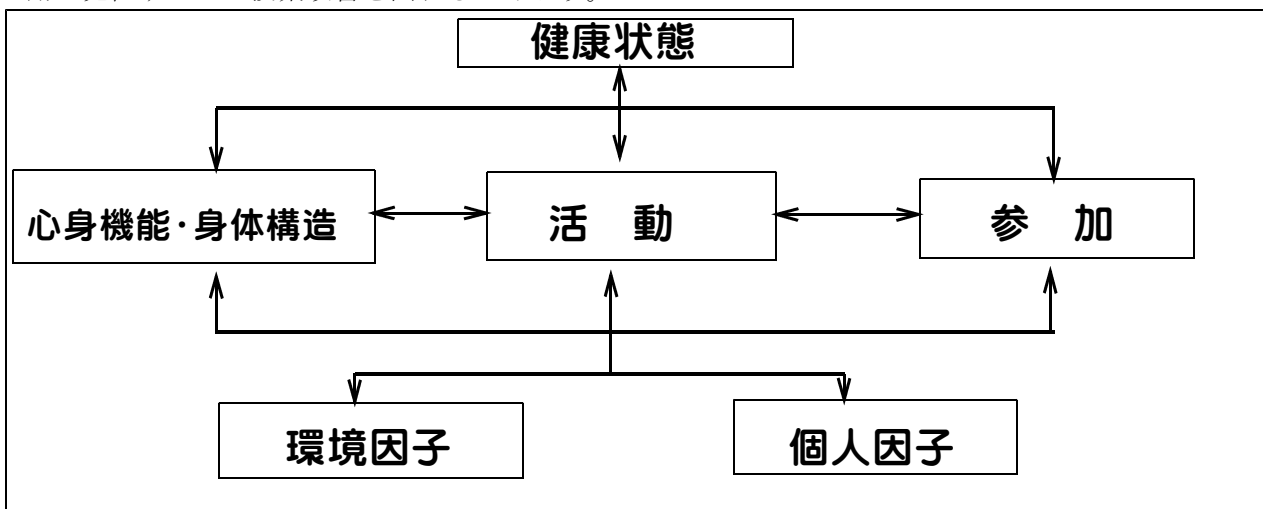 健康状態
心身機能・身体構造
活　動
参　加
環境因子
個人因子